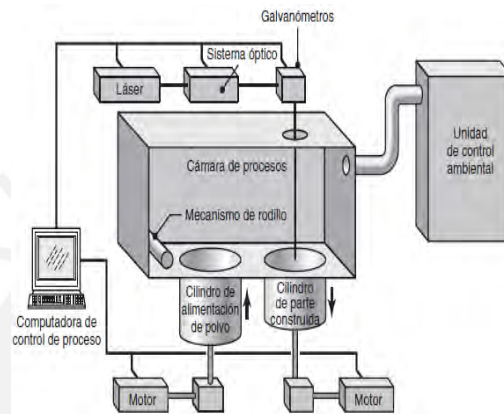 Galvanómetros
Sistema óptico
Láser
Unidad
de control
ambiental
Cámara de procesos
Mecanismo de rodillo
Cilindro de
alimentación
de polvo
Cilindro
de parte
construida
Computadora de
control de proceso
Motor
Motor